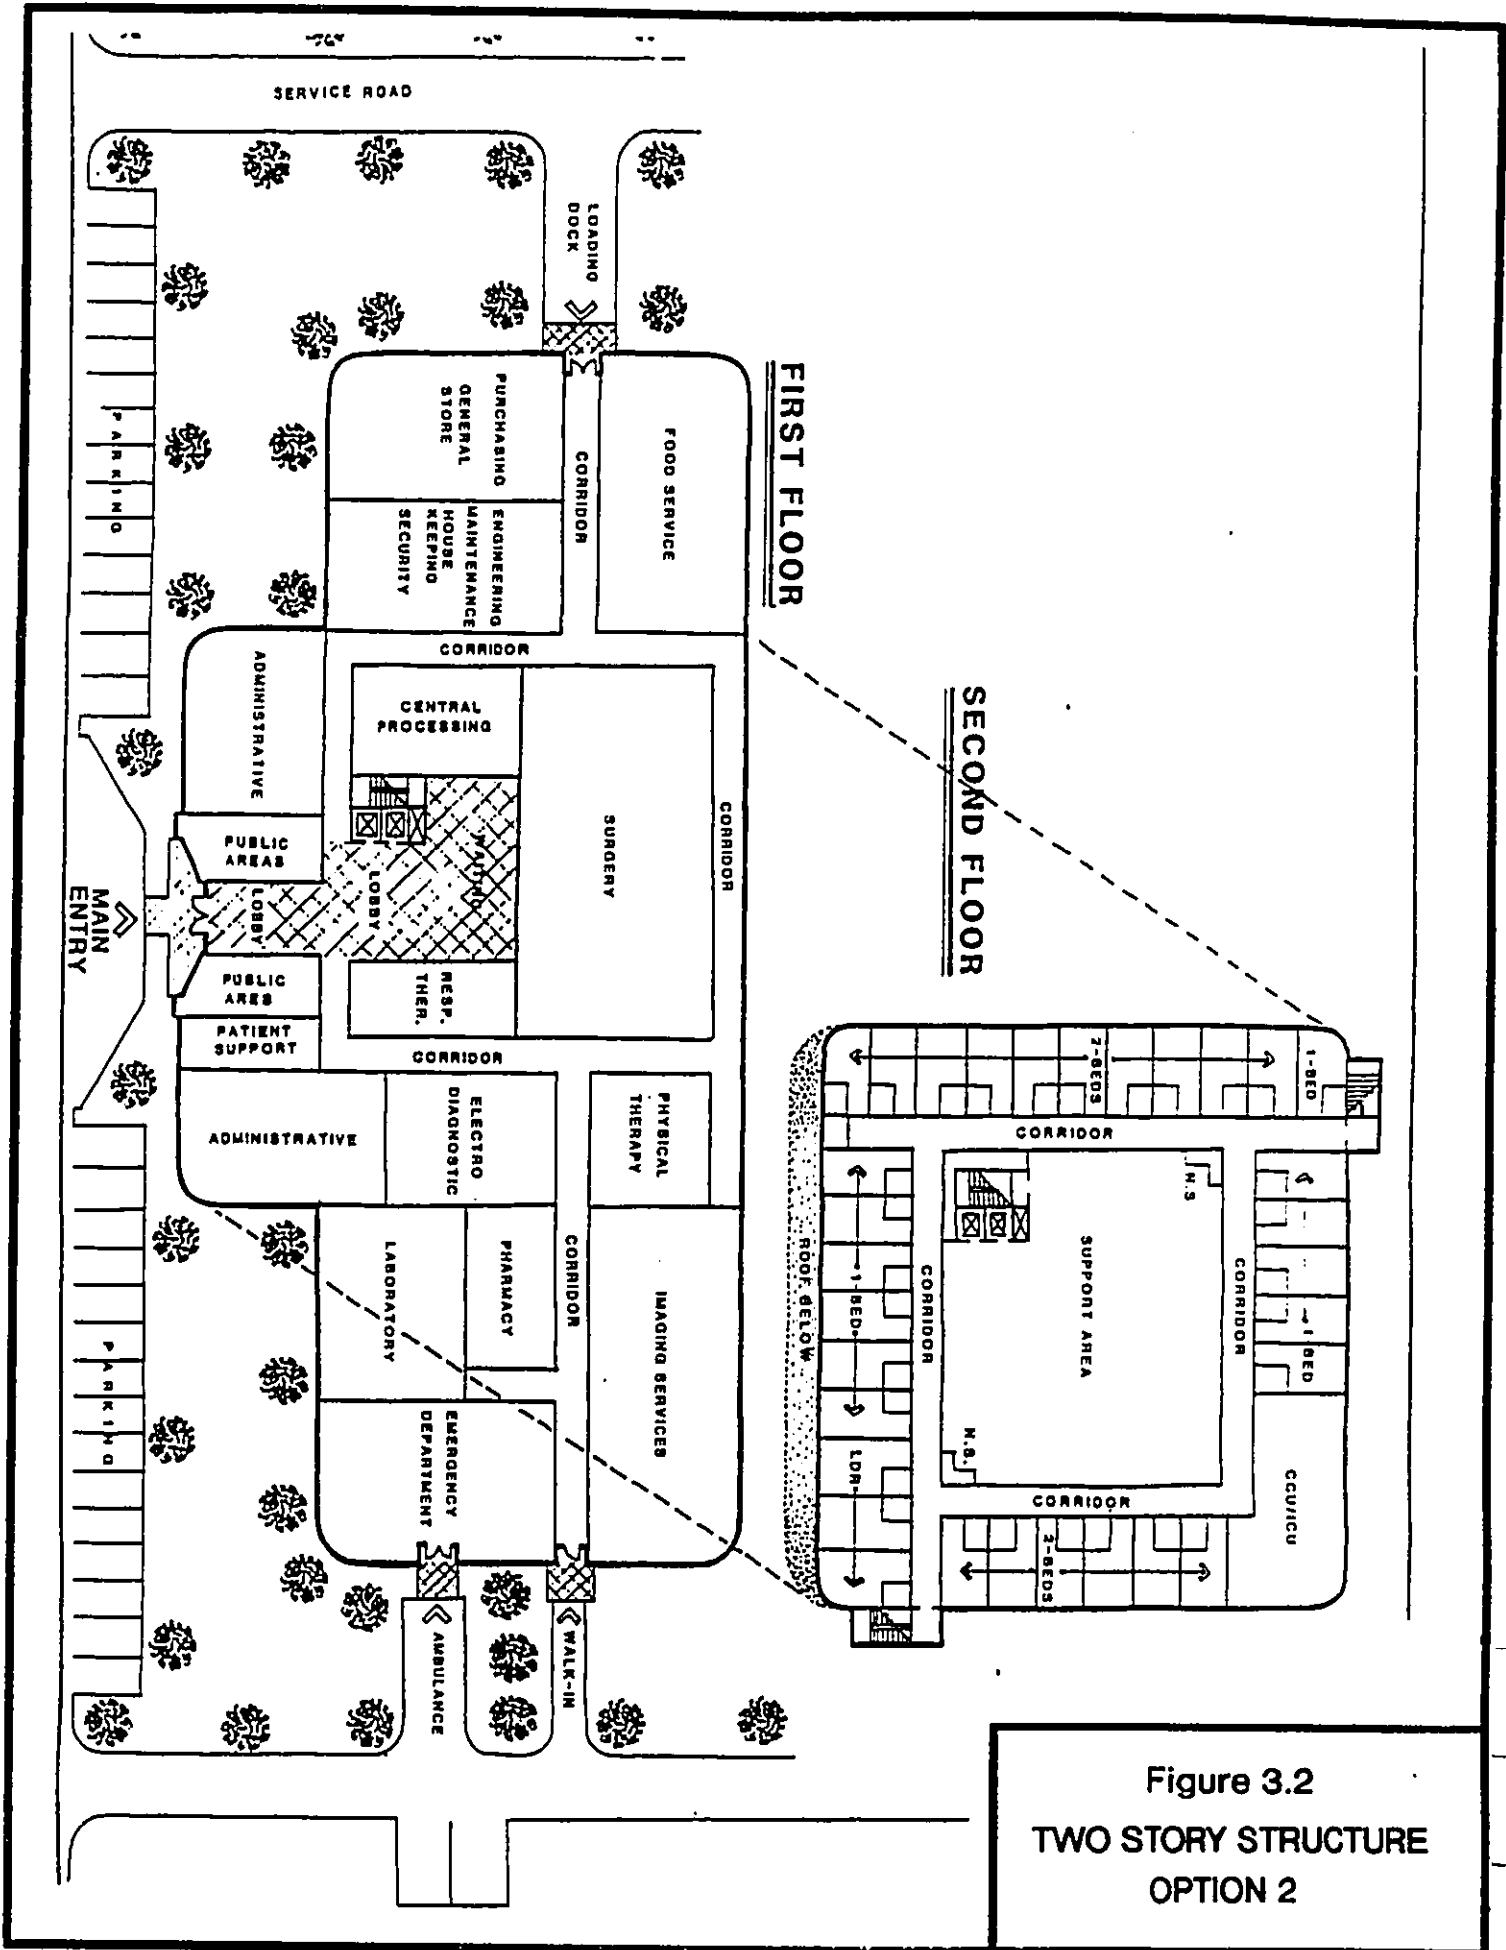 SERVICE ROAD
LOADING
DOCK
FIRST FLOOR
FOOD SERVICE
CORRIDOR
PURCHASING
GENERAL
STORE
ENGINEERING
MAINTENANCE
HOUSE
KEEPING
SECURITY
PARKING
CORRIDOR
ADMINISTRATIVE
CENTRAL
PROCESSING
SURGERY
CORRIDOR
PUBLIC
AREAS
WAITING
LOBBY
LOBBY
MAIN
ENTRY
PUBLIC
ARES
RESP.
THER.
PATIENT
SUPPORT
CORRIDOR
ADMINISTRATIVE
ELECTRO
DIAGNOSTIC
PHYSICAL
THERAPY
LABORATORY
PHARMACY
CORRIDOR
IMAGING SERVICES
EMERGENCY
DEPARTMENT
PARKING
AMBULANCE
WALK-IN
SECOND FLOOR
2-BEDS
1-BED
CORRIDOR
N.S
SUPPORT AREA
CORRIDOR
1-BED
CORRIDOR
1-BED
ROOF BELOW
LDR
N.S.
CCU/ICU
CORRIDOR
2-BEDS
Figure 3.2
TWO STORY STRUCTURE
OPTION 2